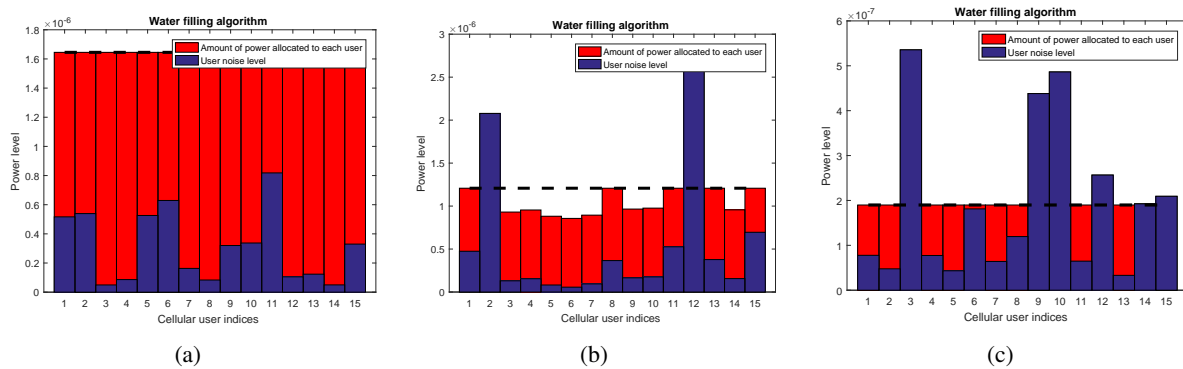 Water filling algorithm
×10⁻⁶
1.8
1.6
1.4
1.2
1
0.8
0.6
0.4
0.2
0
Power level
Amount of power allocated to each user
User noise level
1 2 3 4 5 6 7 8 9 10 11 12 13 14 15
Cellular user indices
(a)
Water filling algorithm
×10⁻⁶
3
2.5
2
1.5
1
0.5
0
Power level
Amount of power allocated to each user
User noise level
1 2 3 4 5 6 7 8 9 10 11 12 13 14 15
Cellular user indices
(b)
Water filling algorithm
×10⁻⁷
6
5
4
3
2
1
0
Power level
Amount of power allocated to each user
User noise level
1 2 3 4 5 6 7 8 9 10 11 12 13 14 15
Cellular user indices
(c)